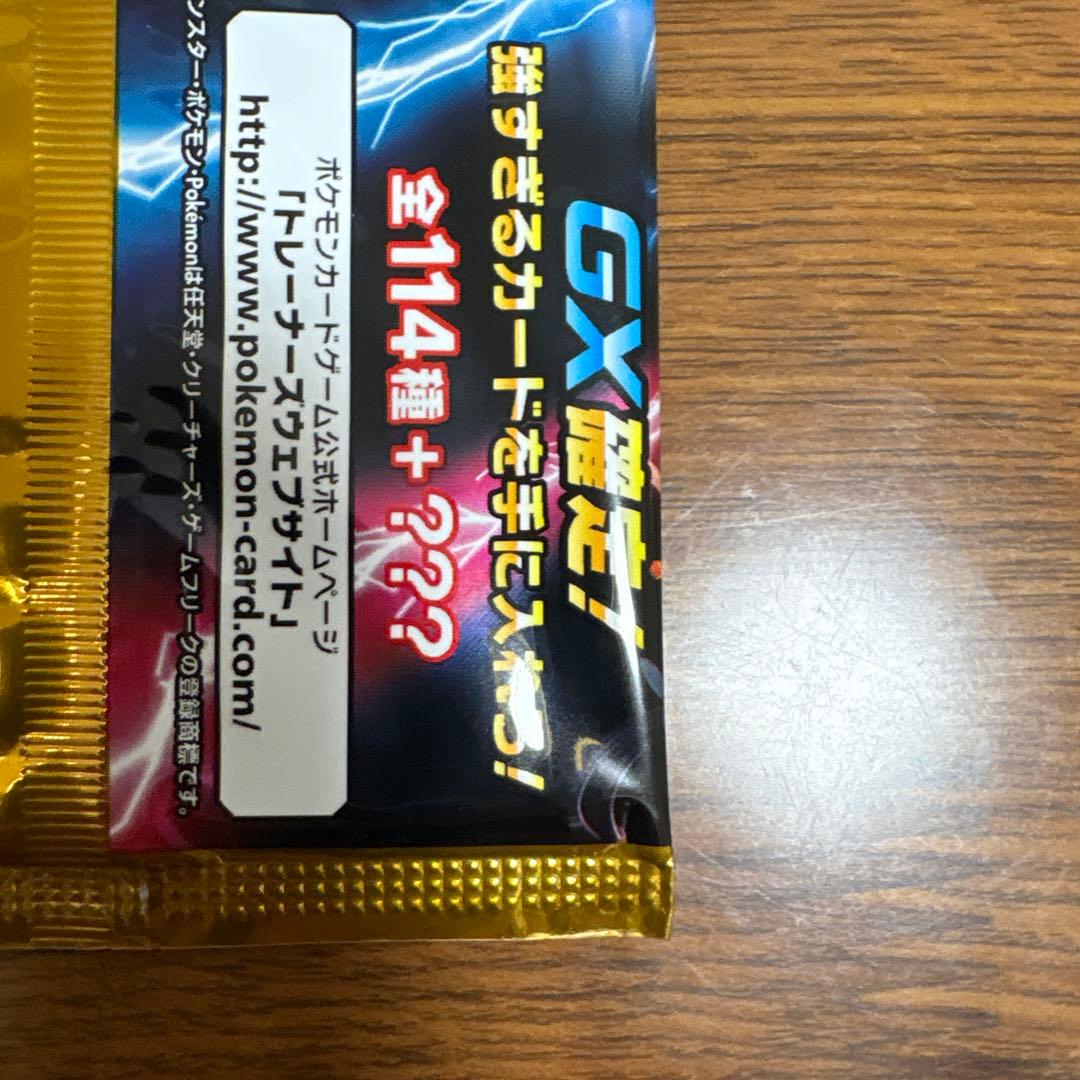 GX確定!!
強すぎるカードを手に入れろ!
全114種+???
ポケモンカードゲーム公式ホームページ
「トレーナーズウェブサイト」
http://www.pokemon-card.com/
ンスター・ポケモン・Pokémonは任天堂・クリーチャーズ・ゲームフリークの登録商標です。